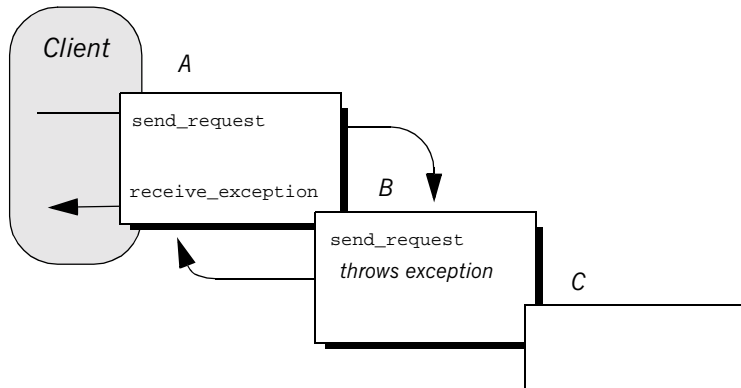 Client
A
send_request
receive_exception
B
send_request
throws exception
C